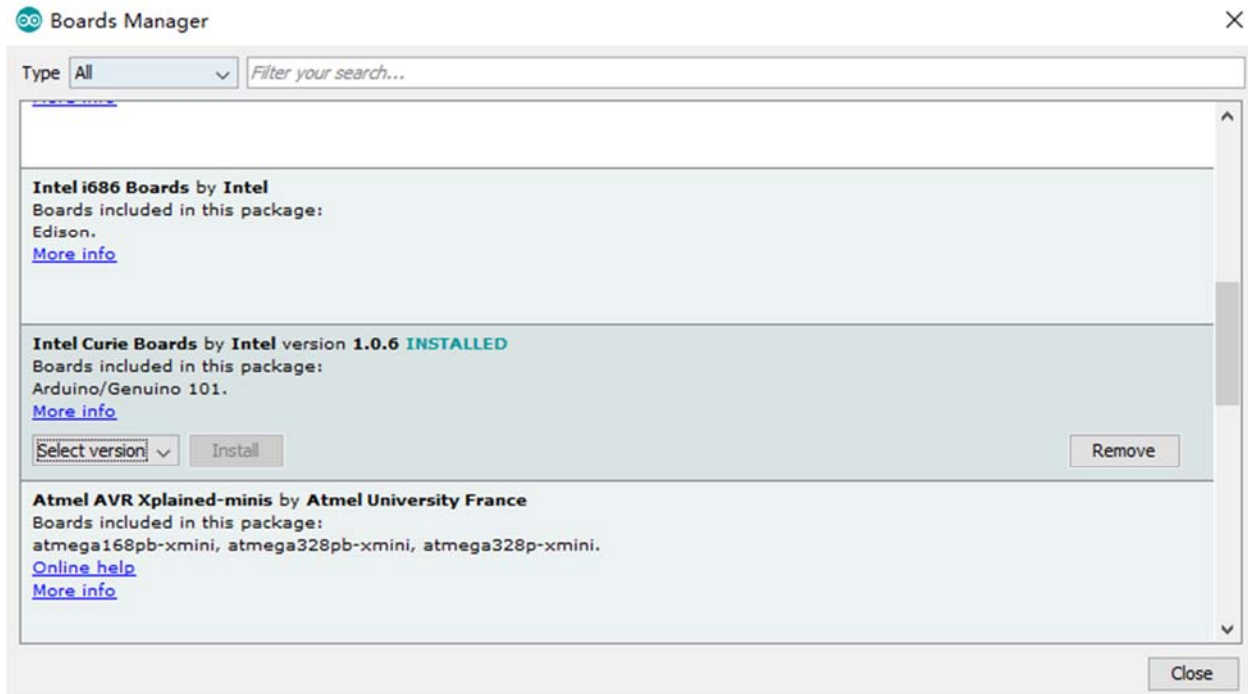 Boards Manager
Type All Filter your search...
More info
Intel i686 Boards by Intel
Boards included in this package:
Edison.
More info
Intel Curie Boards by Intel version 1.0.6 INSTALLED
Boards included in this package:
Arduino/Genuino 101.
More info
Select version Install Remove
Atmel AVR Xplained-minis by Atmel University France
Boards included in this package:
atmega168pb-xmini, atmega328pb-xmini, atmega328p-xmini.
Online help
More info
Close